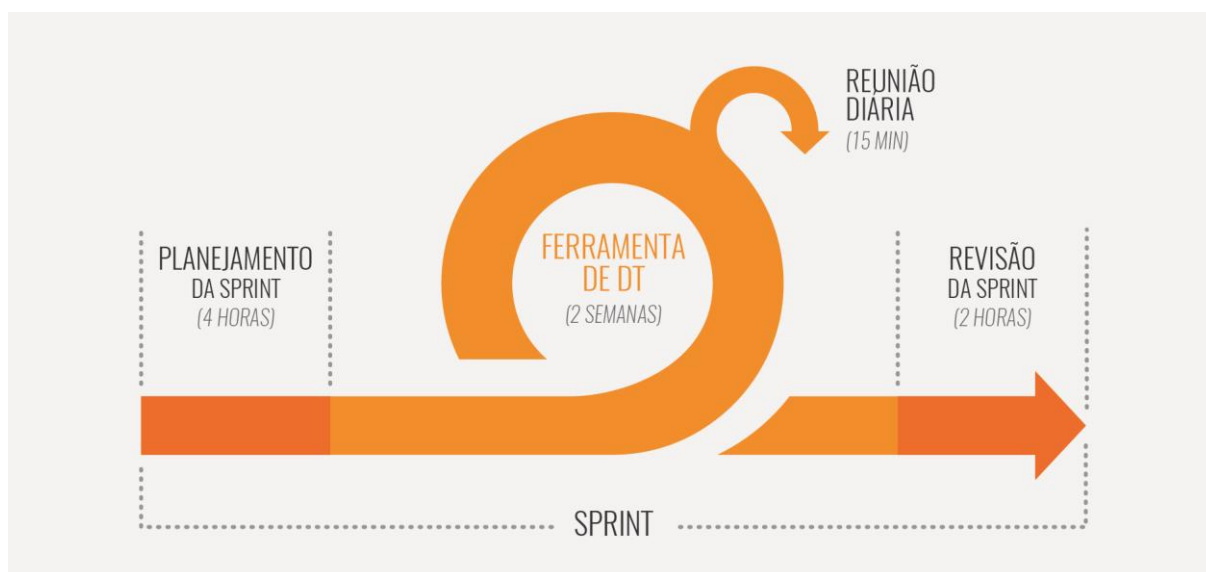 REUNIÃO
DIÁRIA
(15 MIN)
PLANEJAMENTO
DA SPRINT
(4 HORAS)
FERRAMENTA
DE DT
(2 SEMANAS)
REVISÃO
DA SPRINT
(2 HORAS)
SPRINT